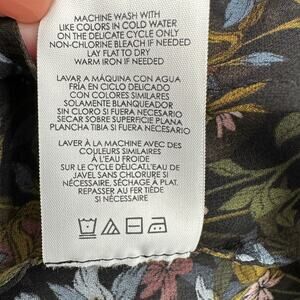 MACHINE WASH WITH
LIKE COLORS IN COLD WATER
ON THE DELICATE CYCLE ONLY
NON-CHLORINE BLEACH IF NEEDED
LAY FLAT TO DRY
WARM IRON IF NEEDED
LAVAR A MÁQUINA CON AGUA
FRÍA EN CICLO DELICADO
CON COLORES SIMILARES
SOLAMENTE BLANQUEADOR
SIN CLORO SI FUERA NECESARIO
SECAR SOBRE SUPERFICIE PLANA
PLANCHA TIBIA SI FUERA NECESARIO
LAVER À LA MACHINE AVEC DES
COULEURS SIMILAIRES
À L'EAU FROIDE
SUR LE CYCLE DÉLICAT. L'EAU DE
JAVEL SANS CHLORURE SI
NÉCESSAIRE. SÉCHAGE À PLAT.
REPASSER AU FER TIÈDE
SI NÉCESSAIRE